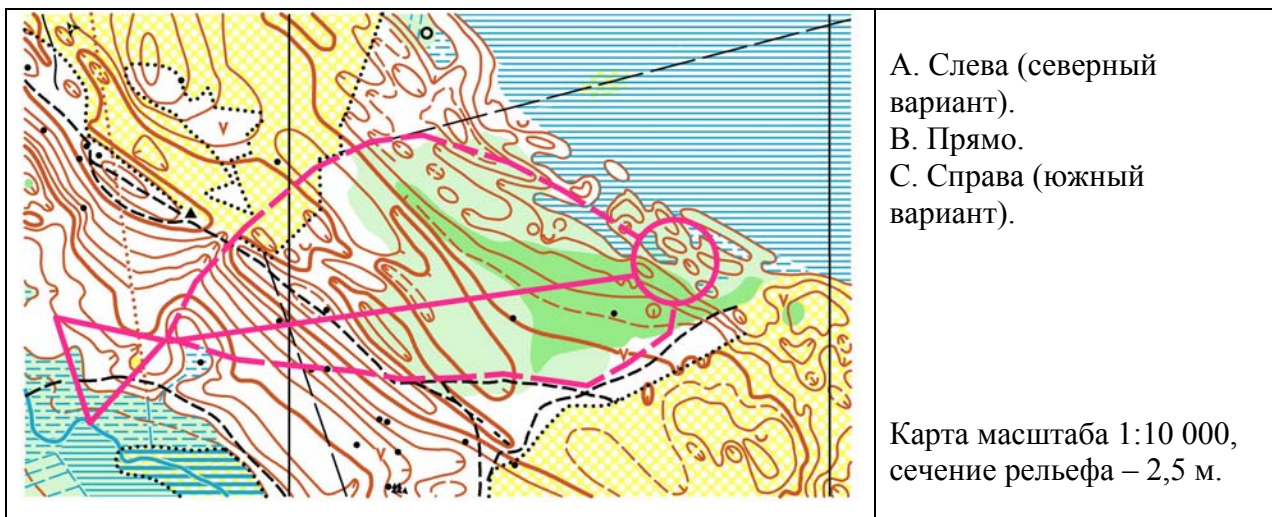 А. Слева (северный
вариант).
В. Прямо.
С. Справа (южный
вариант).
Карта масштаба 1:10 000,
сечение рельефа – 2,5 м.